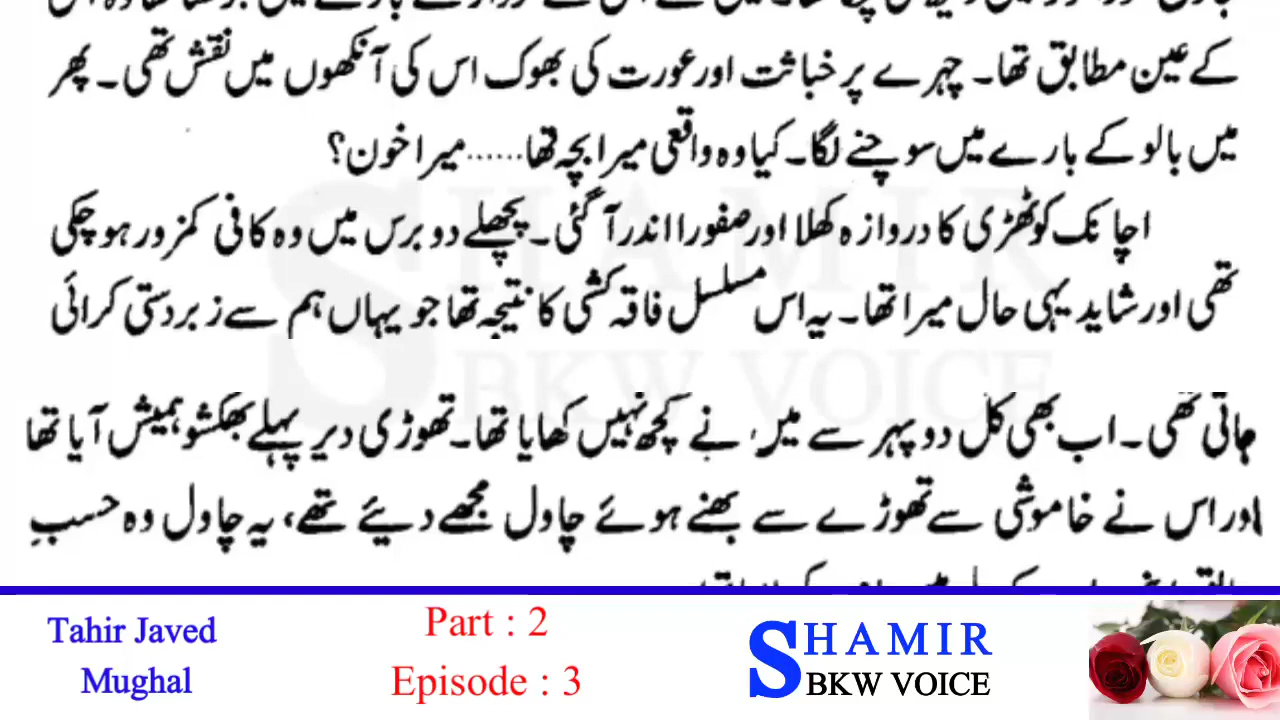 کے عین مطابق تھا۔ چہرے پر خباثت اور عورت کی بھوک اس کی آنکھوں میں نقش تھی۔ پھر
میں بالو کے بارے میں سوچنے لگا۔ کیا وہ واقعی میرا بچہ تھا......میرا خون؟
اچانک کوٹھڑی کا دروازہ کھلا اور صفورا اندر آ گئی۔ پچھلے دو برس میں وہ کافی کمزور ہو چکی
تھی اور شاید یہی حال میرا تھا۔ یہ اس مسلسل فاقہ کشی کا نتیجہ تھا جو یہاں ہم سے زبردستی کرائی
جاتی تھی۔ اب بھی کل دوپہر سے میں نے کچھ نہیں کھایا تھا۔ تھوڑی دیر پہلے بھکشو ہمیش آیا تھا
اور اس نے خاموشی سے تھوڑے سے بھنے ہوئے چاول مجھے دیئے تھے، یہ چاول وہ حسبِ
SHAMIR
BKW VOICE
Tahir Javed
Mughal
Part : 2
Episode : 3
SHAMIR
BKW VOICE